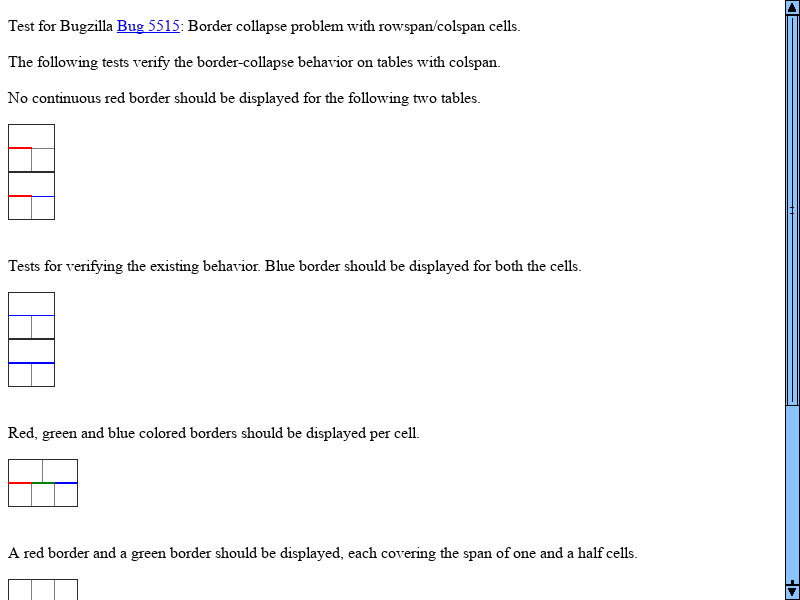 Test for Bugzilla Bug 5515: Border collapse problem with rowspan/colspan cells.
The following tests verify the border-collapse behavior on tables with colspan.
No continuous red border should be displayed for the following two tables.
Tests for verifying the existing behavior. Blue border should be displayed for both the cells.
Red, green and blue colored borders should be displayed per cell.
A red border and a green border should be displayed, each covering the span of one and a half cells.